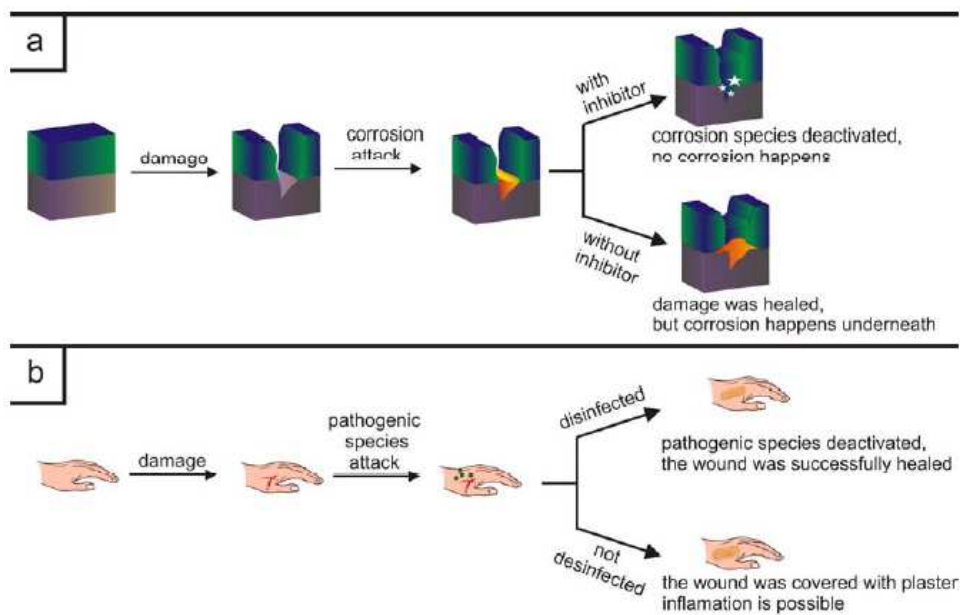 a
damage
corrosion
attack
with
inhibitor
corrosion species deactivated,
no corrosion happens
without
inhibitor
damage was healed,
but corrosion happens underneath
b
damage
pathogenic
species
attack
disinfected
pathogenic species deactivated,
the wound was successfully healed
not
desinfected
the wound was covered with plaster
inflamation is possible